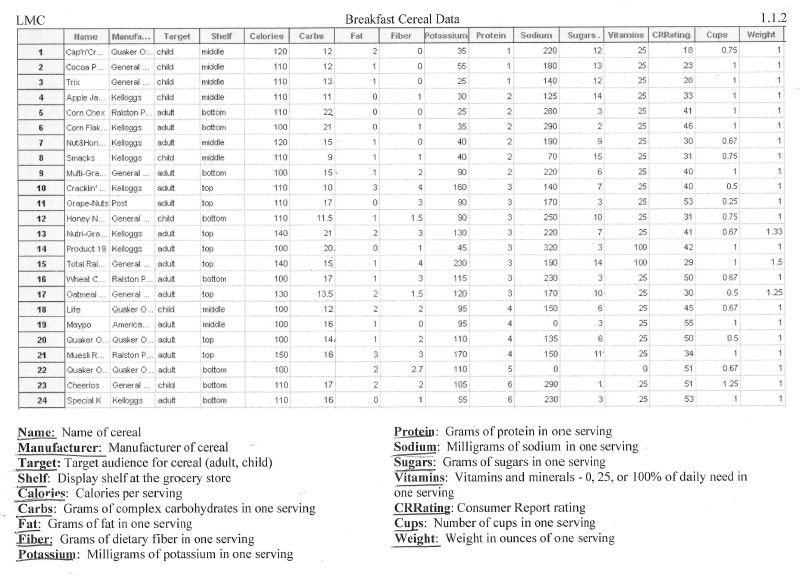 LMC Breakfast Cereal Data 1.1.2
Name Manufa... Target Shelf Calories Carbs Fat Fiber Potassium Protein Sodium Sugars. Vitamins CRRating Cups Weight
1 Cap'n'Cr... Quaker O... child middle 120 12 2 0 35 1 220 12 25 18 0.75 1
2 Cocoa P... General ... child middle 110 12 1 0 55 1 180 13 25 23 1 1
3 Trix General ... child middle 110 13 1 0 25 1 140 12 25 28 1 1
4 Apple Ja... Kelloggs child middle 110 11 0 1 30 2 125 14 25 33 1 1
5 Corn Chex Ralston P... adult bottom 110 22 0 0 25 2 280 3 25 41 1 1
6 Corn Flak... Kelloggs adult bottom 100 21 0 1 35 2 290 2 25 46 1 1
7 Nut&Hon... Kelloggs adult middle 120 15 1 0 40 2 190 9 25 30 0.67 1
8 Smacks Kelloggs child middle 110 9 1 1 40 2 70 15 25 31 0.75 1
9 Multi-Gra... General ... adult bottom 100 15 1 2 90 2 220 6 25 40 1 1
10 Cracklin' ... Kelloggs adult top 110 10 3 4 160 3 140 7 25 40 0.5 1
11 Grape-Nuts Post adult top 110 17 0 3 90 3 170 3 25 53 0.25 1
12 Honey N... General ... child bottom 110 11.5 1 1.5 90 3 250 10 25 31 0.75 1
13 Nutri-Gra... Kelloggs adult top 140 21 2 3 130 3 220 7 25 41 0.67 1.33
14 Product 19 Kelloggs adult top 100 20 0 1 45 3 320 3 100 42 1 1
15 Total Rai... General ... adult top 140 15 1 4 230 3 190 14 100 29 1 1.5
16 Wheat C... Ralston P... adult bottom 100 17 1 3 115 3 230 3 25 50 0.67 1
17 Oatmeal ... General ... adult top 130 13.5 2 1.5 120 3 170 10 25 30 0.5 1.25
18 Life Quaker O... child middle 100 12 2 2 95 4 150 6 25 45 0.67 1
19 Maypo America... adult middle 100 16 1 0 95 4 0 3 25 55 1 1
20 Quaker O... Quaker O... adult top 100 14 1 2 110 4 135 6 25 50 0.5 1
21 Muesli R... Ralston P... adult top 150 16 3 3 170 4 150 11 25 34 1 1
22 Quaker O... Quaker O... adult bottom 100 2 2.7 110 5 0 0 51 0.67 1
23 Cheerios General ... child bottom 110 17 2 2 105 6 290 1 25 51 1.25 1
24 Special K Kelloggs adult bottom 110 16 0 1 55 6 230 3 25 53 1 1
Name: Name of cereal
Manufacturer: Manufacturer of cereal
Target: Target audience for cereal (adult, child)
Shelf: Display shelf at the grocery store
Calories: Calories per serving
Carbs: Grams of complex carbohydrates in one serving
Fat: Grams of fat in one serving
Fiber: Grams of dietary fiber in one serving
Potassium: Milligrams of potassium in one serving
Protein: Grams of protein in one serving
Sodium: Milligrams of sodium in one serving
Sugars: Grams of sugars in one serving
Vitamins: Vitamins and minerals - 0, 25, or 100% of daily need in
one serving
CRRating: Consumer Report rating
Cups: Number of cups in one serving
Weight: Weight in ounces of one serving